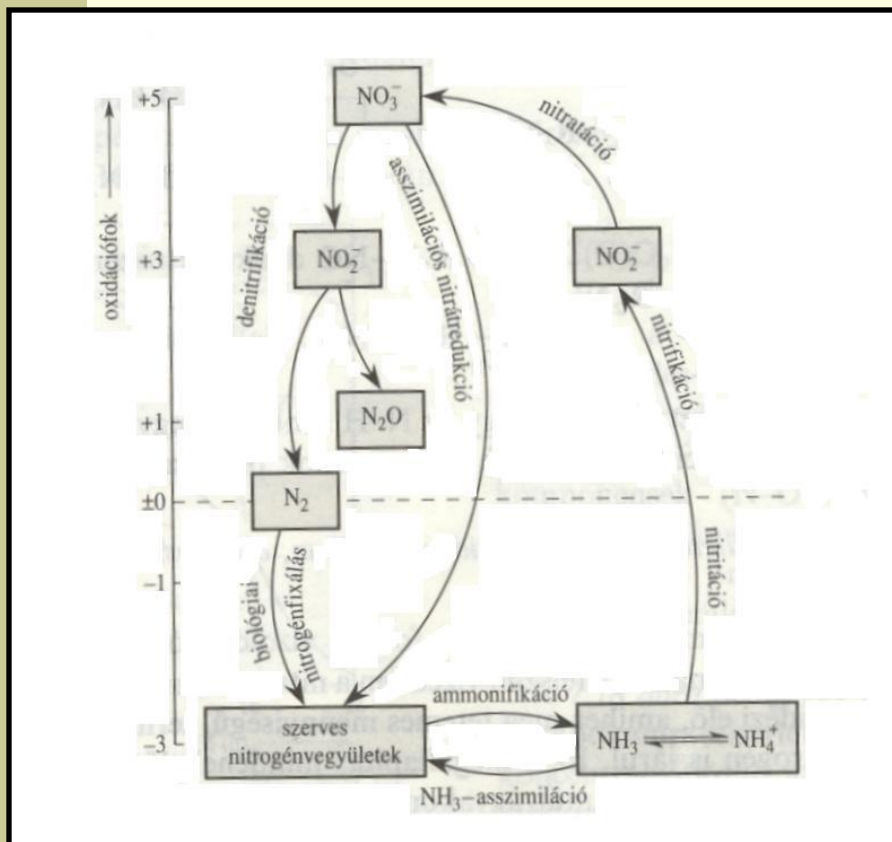 +5
oxidációfok
NO₃⁻
nitratáció
asszimilációs nitrátredukció
denitrifikáció
+3
NO₂⁻
NO₂⁻
nitrifikáció
+1
N₂O
±0
N₂
biológiai
nitrogénfixálás
−1
nitritáció
ammonifikáció
−3
szerves
nitrogénvegyületek
NH₃ ⇌ NH₄⁺
NH₃–asszimiláció